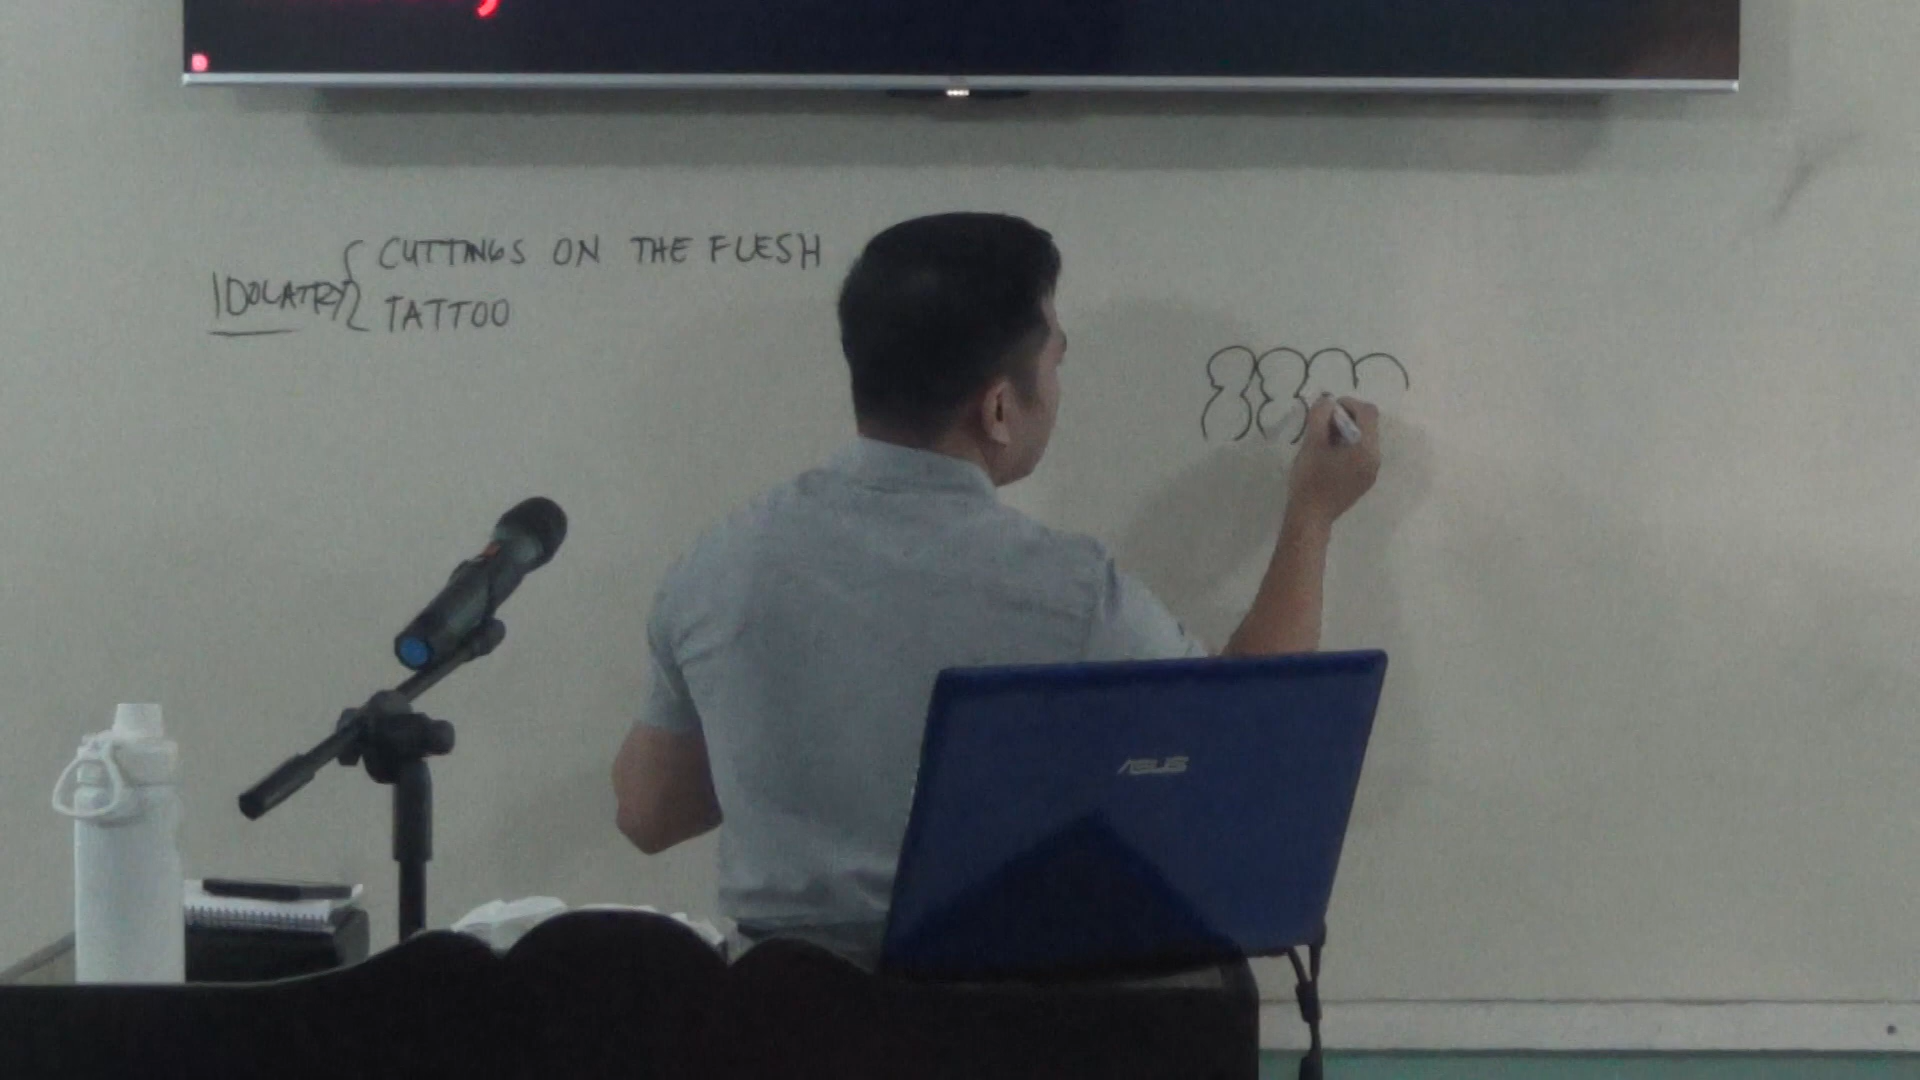 CUTTINGS ON THE FLESH
IDOLATRY
TATTOO
ASUS